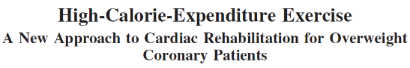 High-Calorie-Expenditure Exercise
A New Approach to Cardiac Rehabilitation for Overweight
Coronary Patients